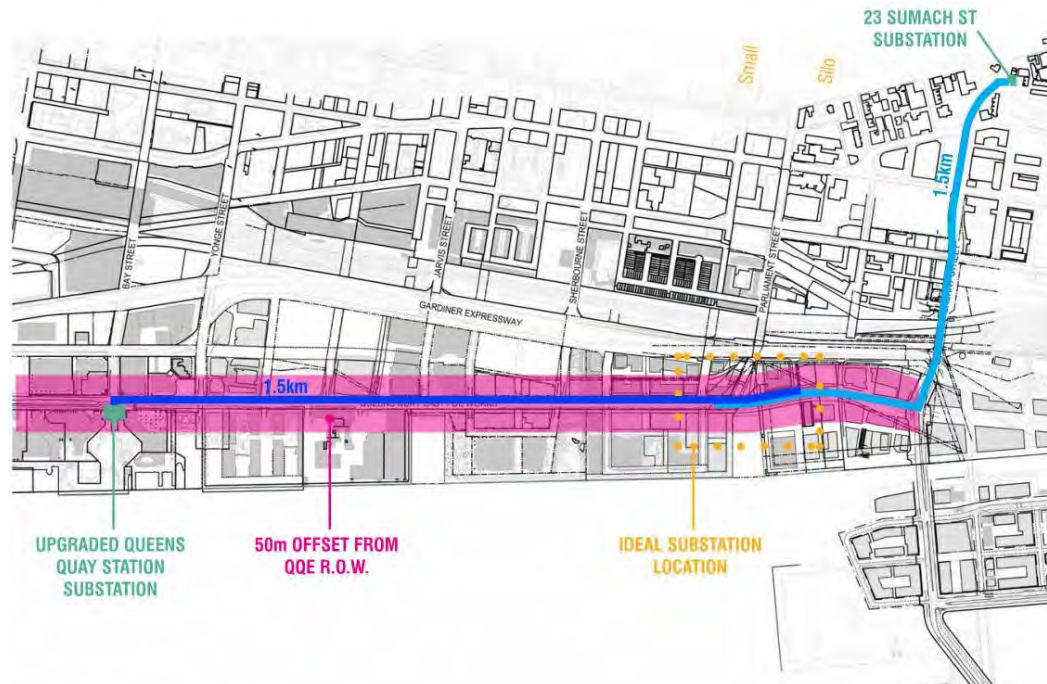 23 SUMACH ST
SUBSTATION
Small
Silo
1.5km
BAY STREET
YONGE STREET
JARVIS STREET
SHERBOURNE STREET
PARLIAMENT STREET
GARDINER EXPRESSWAY
1.5km
UPGRADED QUEENS
QUAY STATION
SUBSTATION
50m OFFSET FROM
QQE R.O.W.
IDEAL SUBSTATION
LOCATION